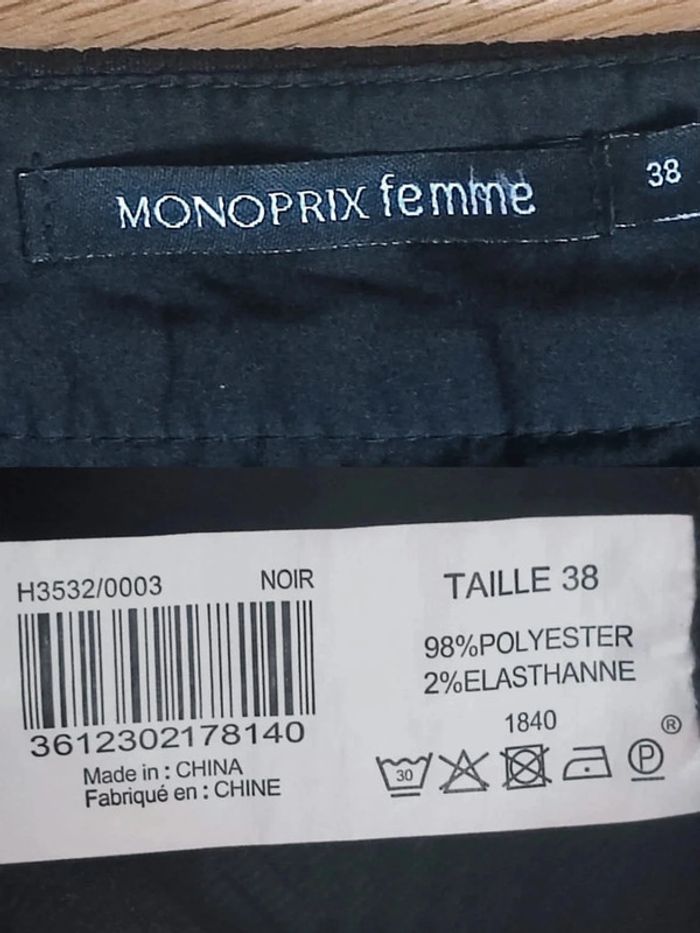 MONOPRIX femme
38
H3532/0003 NOIR
3612302178140
Made in : CHINA
Fabriqué en : CHINE
TAILLE 38
98%POLYESTER
2%ELASTHANNE
1840
®
30
P